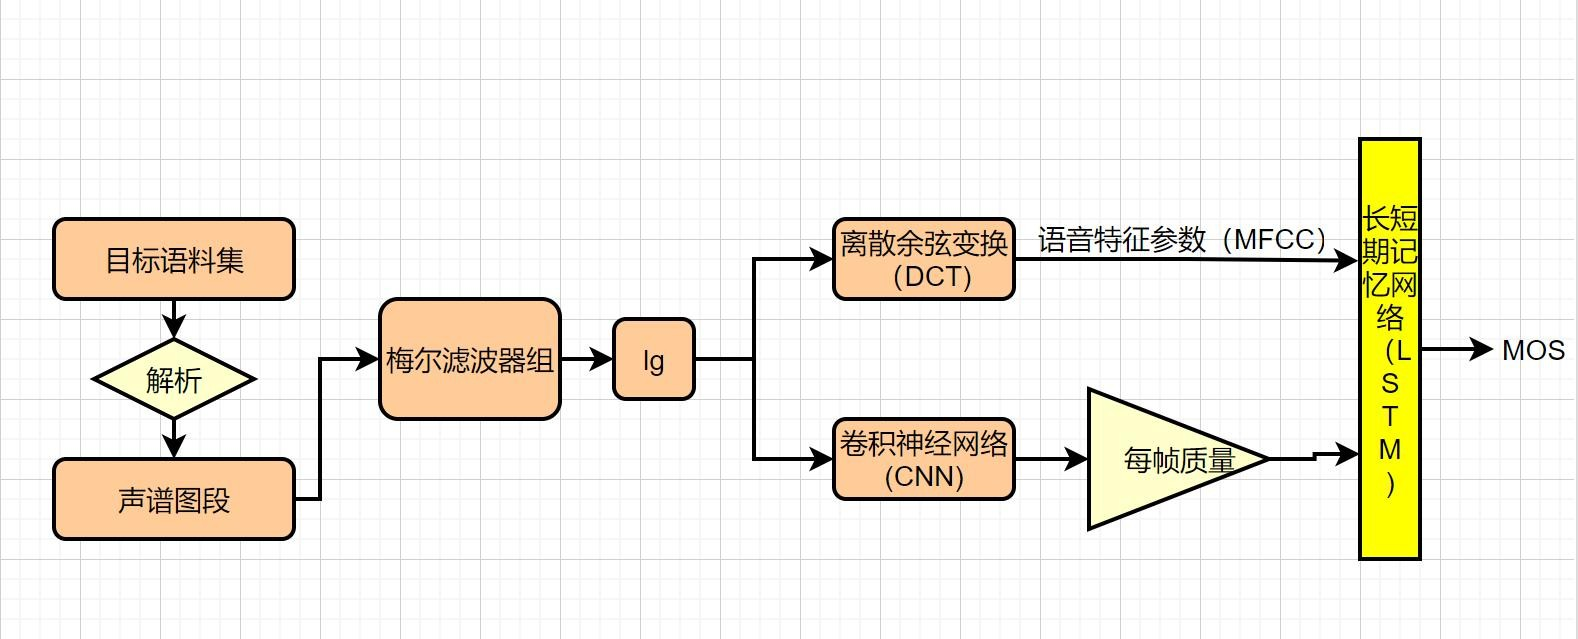 目标语料集
解析
声谱图段
梅尔滤波器组
lg
离散余弦变换
（DCT）
语音特征参数（MFCC）
卷积神经网络
(CNN)
每帧质量
长短
期记
忆网
络
（L
S
T
M
）
MOS